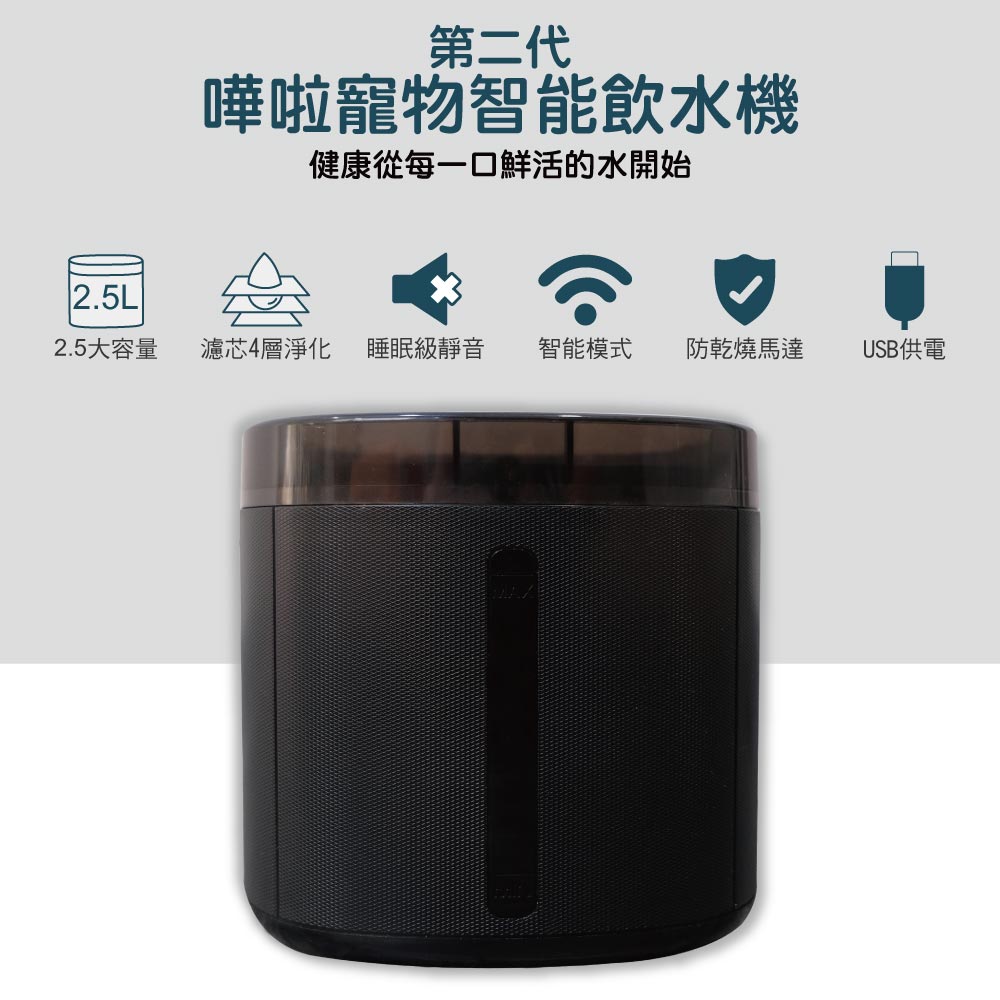 第二代
嘩啦寵物智能飲水機
健康從每一口鮮活的水開始
2.5L
2.5大容量
濾芯4層淨化
睡眠級靜音
智能模式
防乾燒馬達
USB供電
MAX
MIN